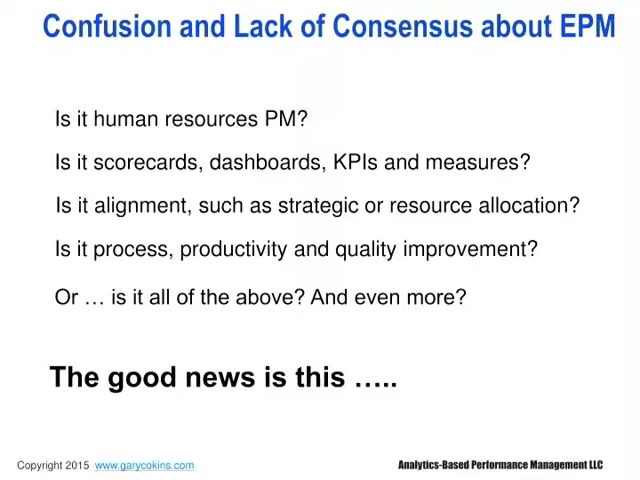 Confusion and Lack of Consensus about EPM
Is it human resources PM?
Is it scorecards, dashboards, KPIs and measures?
Is it alignment, such as strategic or resource allocation?
Is it process, productivity and quality improvement?
Or … is it all of the above? And even more?
The good news is this …..
Copyright 2015 www.garycokins.com
Analytics-Based Performance Management LLC